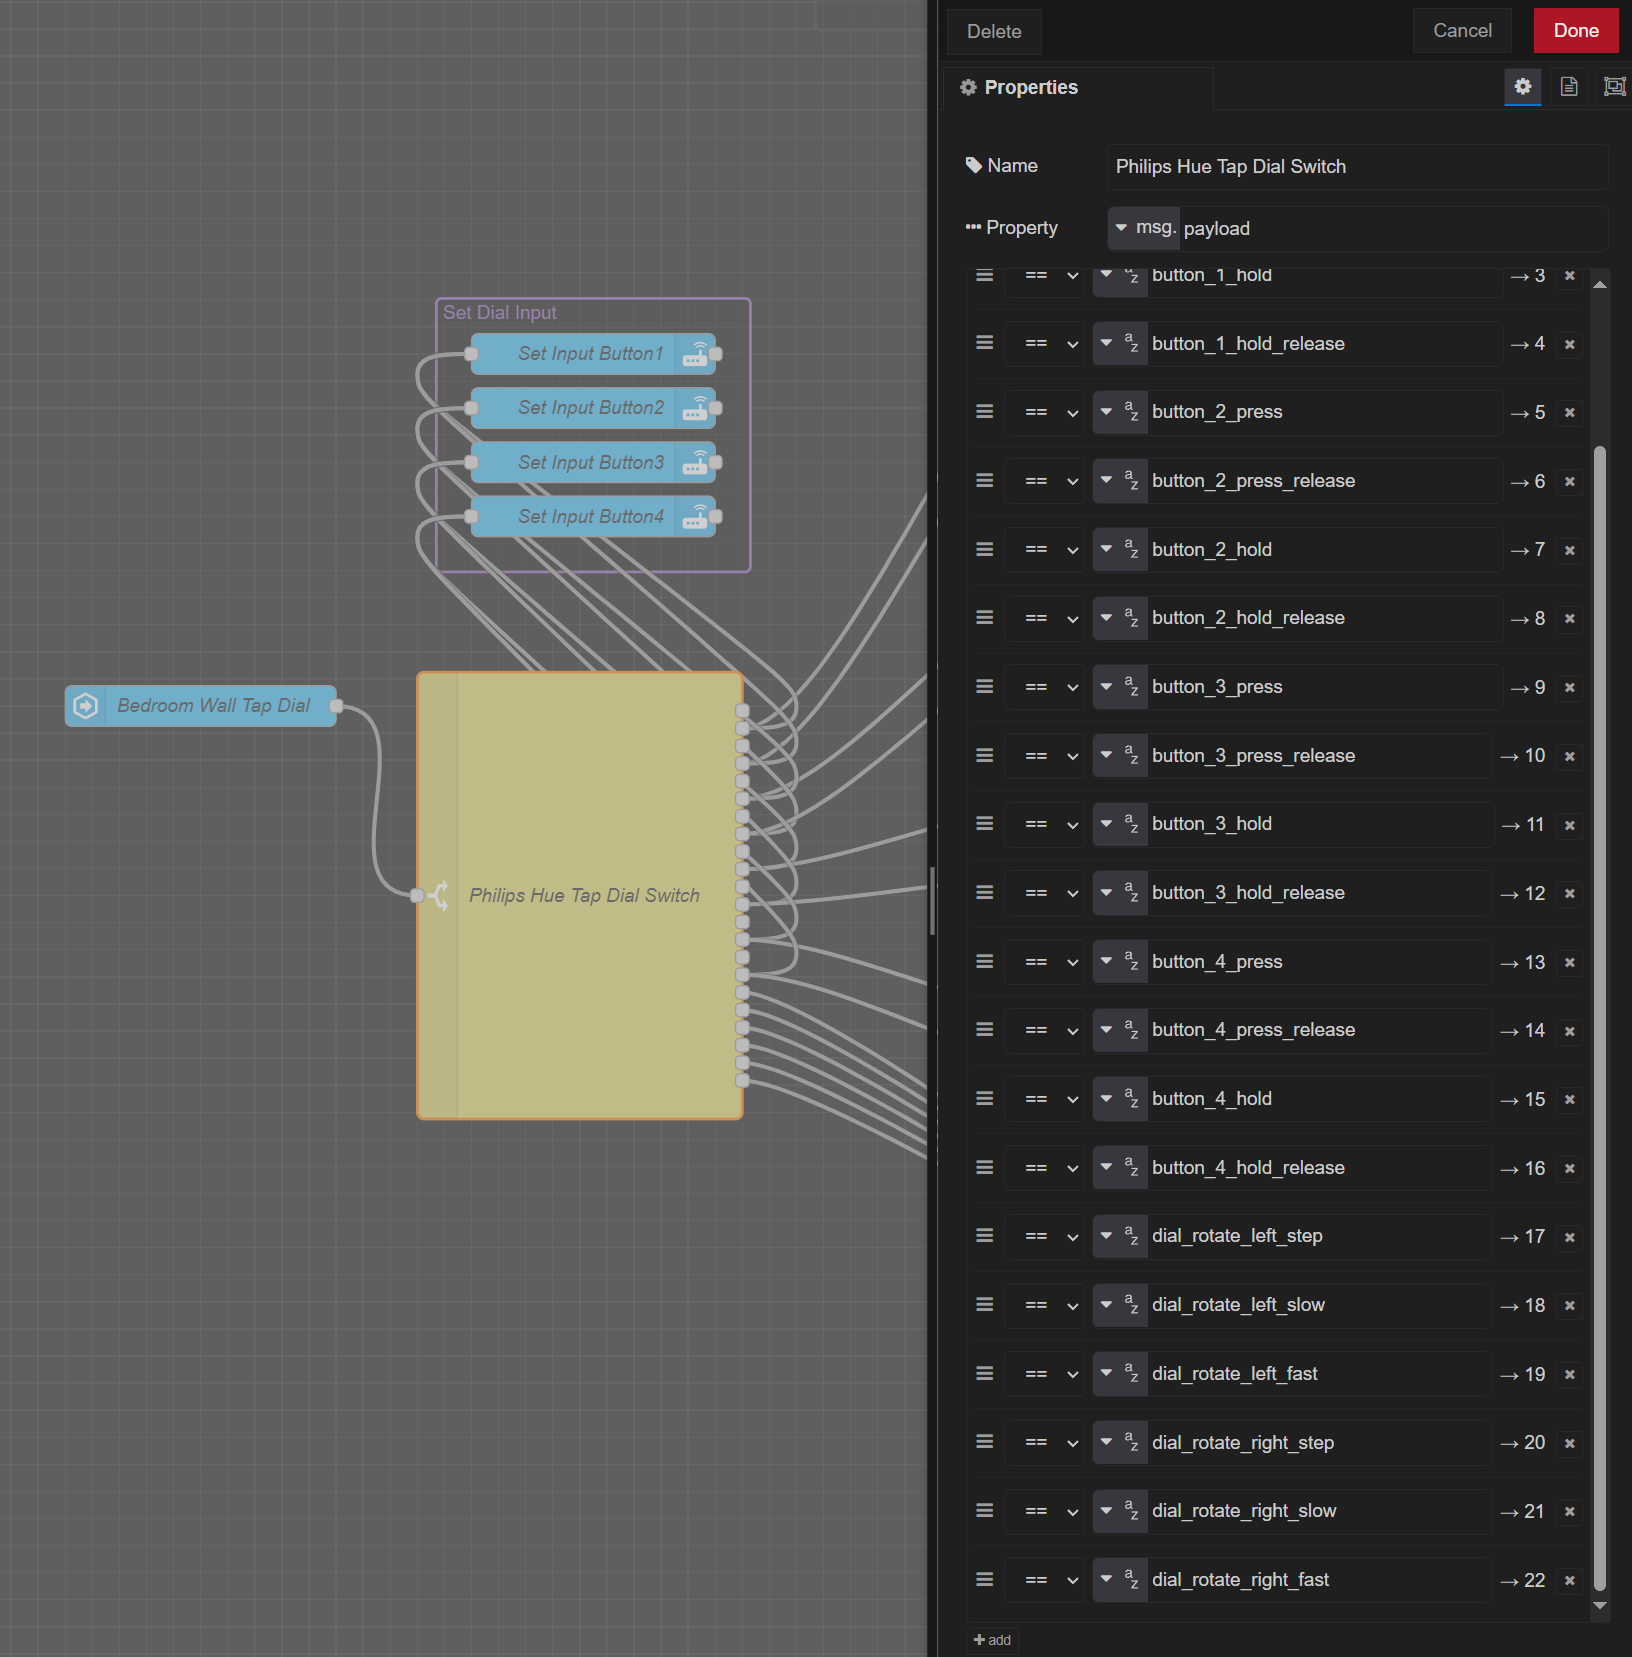 Delete
Cancel
Done
Properties
Name
Philips Hue Tap Dial Switch
Property
msg. payload
== button_1_hold → 3
== button_1_hold_release → 4
== button_2_press → 5
== button_2_press_release → 6
== button_2_hold → 7
== button_2_hold_release → 8
== button_3_press → 9
== button_3_press_release → 10
== button_3_hold → 11
== button_3_hold_release → 12
== button_4_press → 13
== button_4_press_release → 14
== button_4_hold → 15
== button_4_hold_release → 16
== dial_rotate_left_step → 17
== dial_rotate_left_slow → 18
== dial_rotate_left_fast → 19
== dial_rotate_right_step → 20
== dial_rotate_right_slow → 21
== dial_rotate_right_fast → 22
add
Set Dial Input
Set Input Button1
Set Input Button2
Set Input Button3
Set Input Button4
Bedroom Wall Tap Dial
Philips Hue Tap Dial Switch